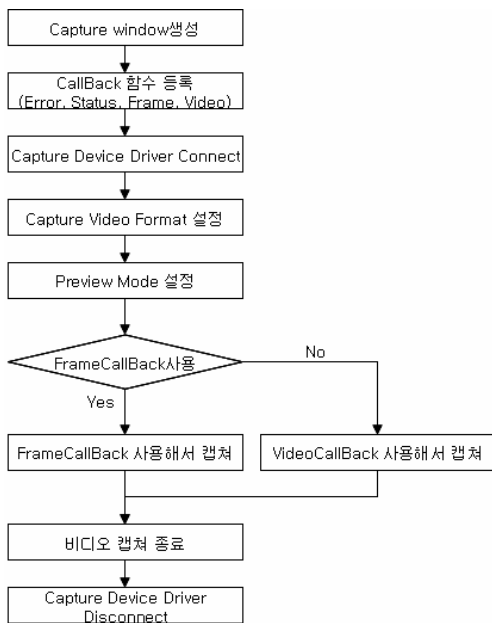 Capture window생성
CallBack 함수 등록
(Error, Status, Frame, Video)
Capture Device Driver Connect
Capture Video Format 설정
Preview Mode 설정
FrameCallBack사용
No
Yes
FrameCallBack 사용해서 캡쳐
VideoCallBack 사용해서 캡쳐
비디오 캡쳐 종료
Capture Device Driver
Disconnect